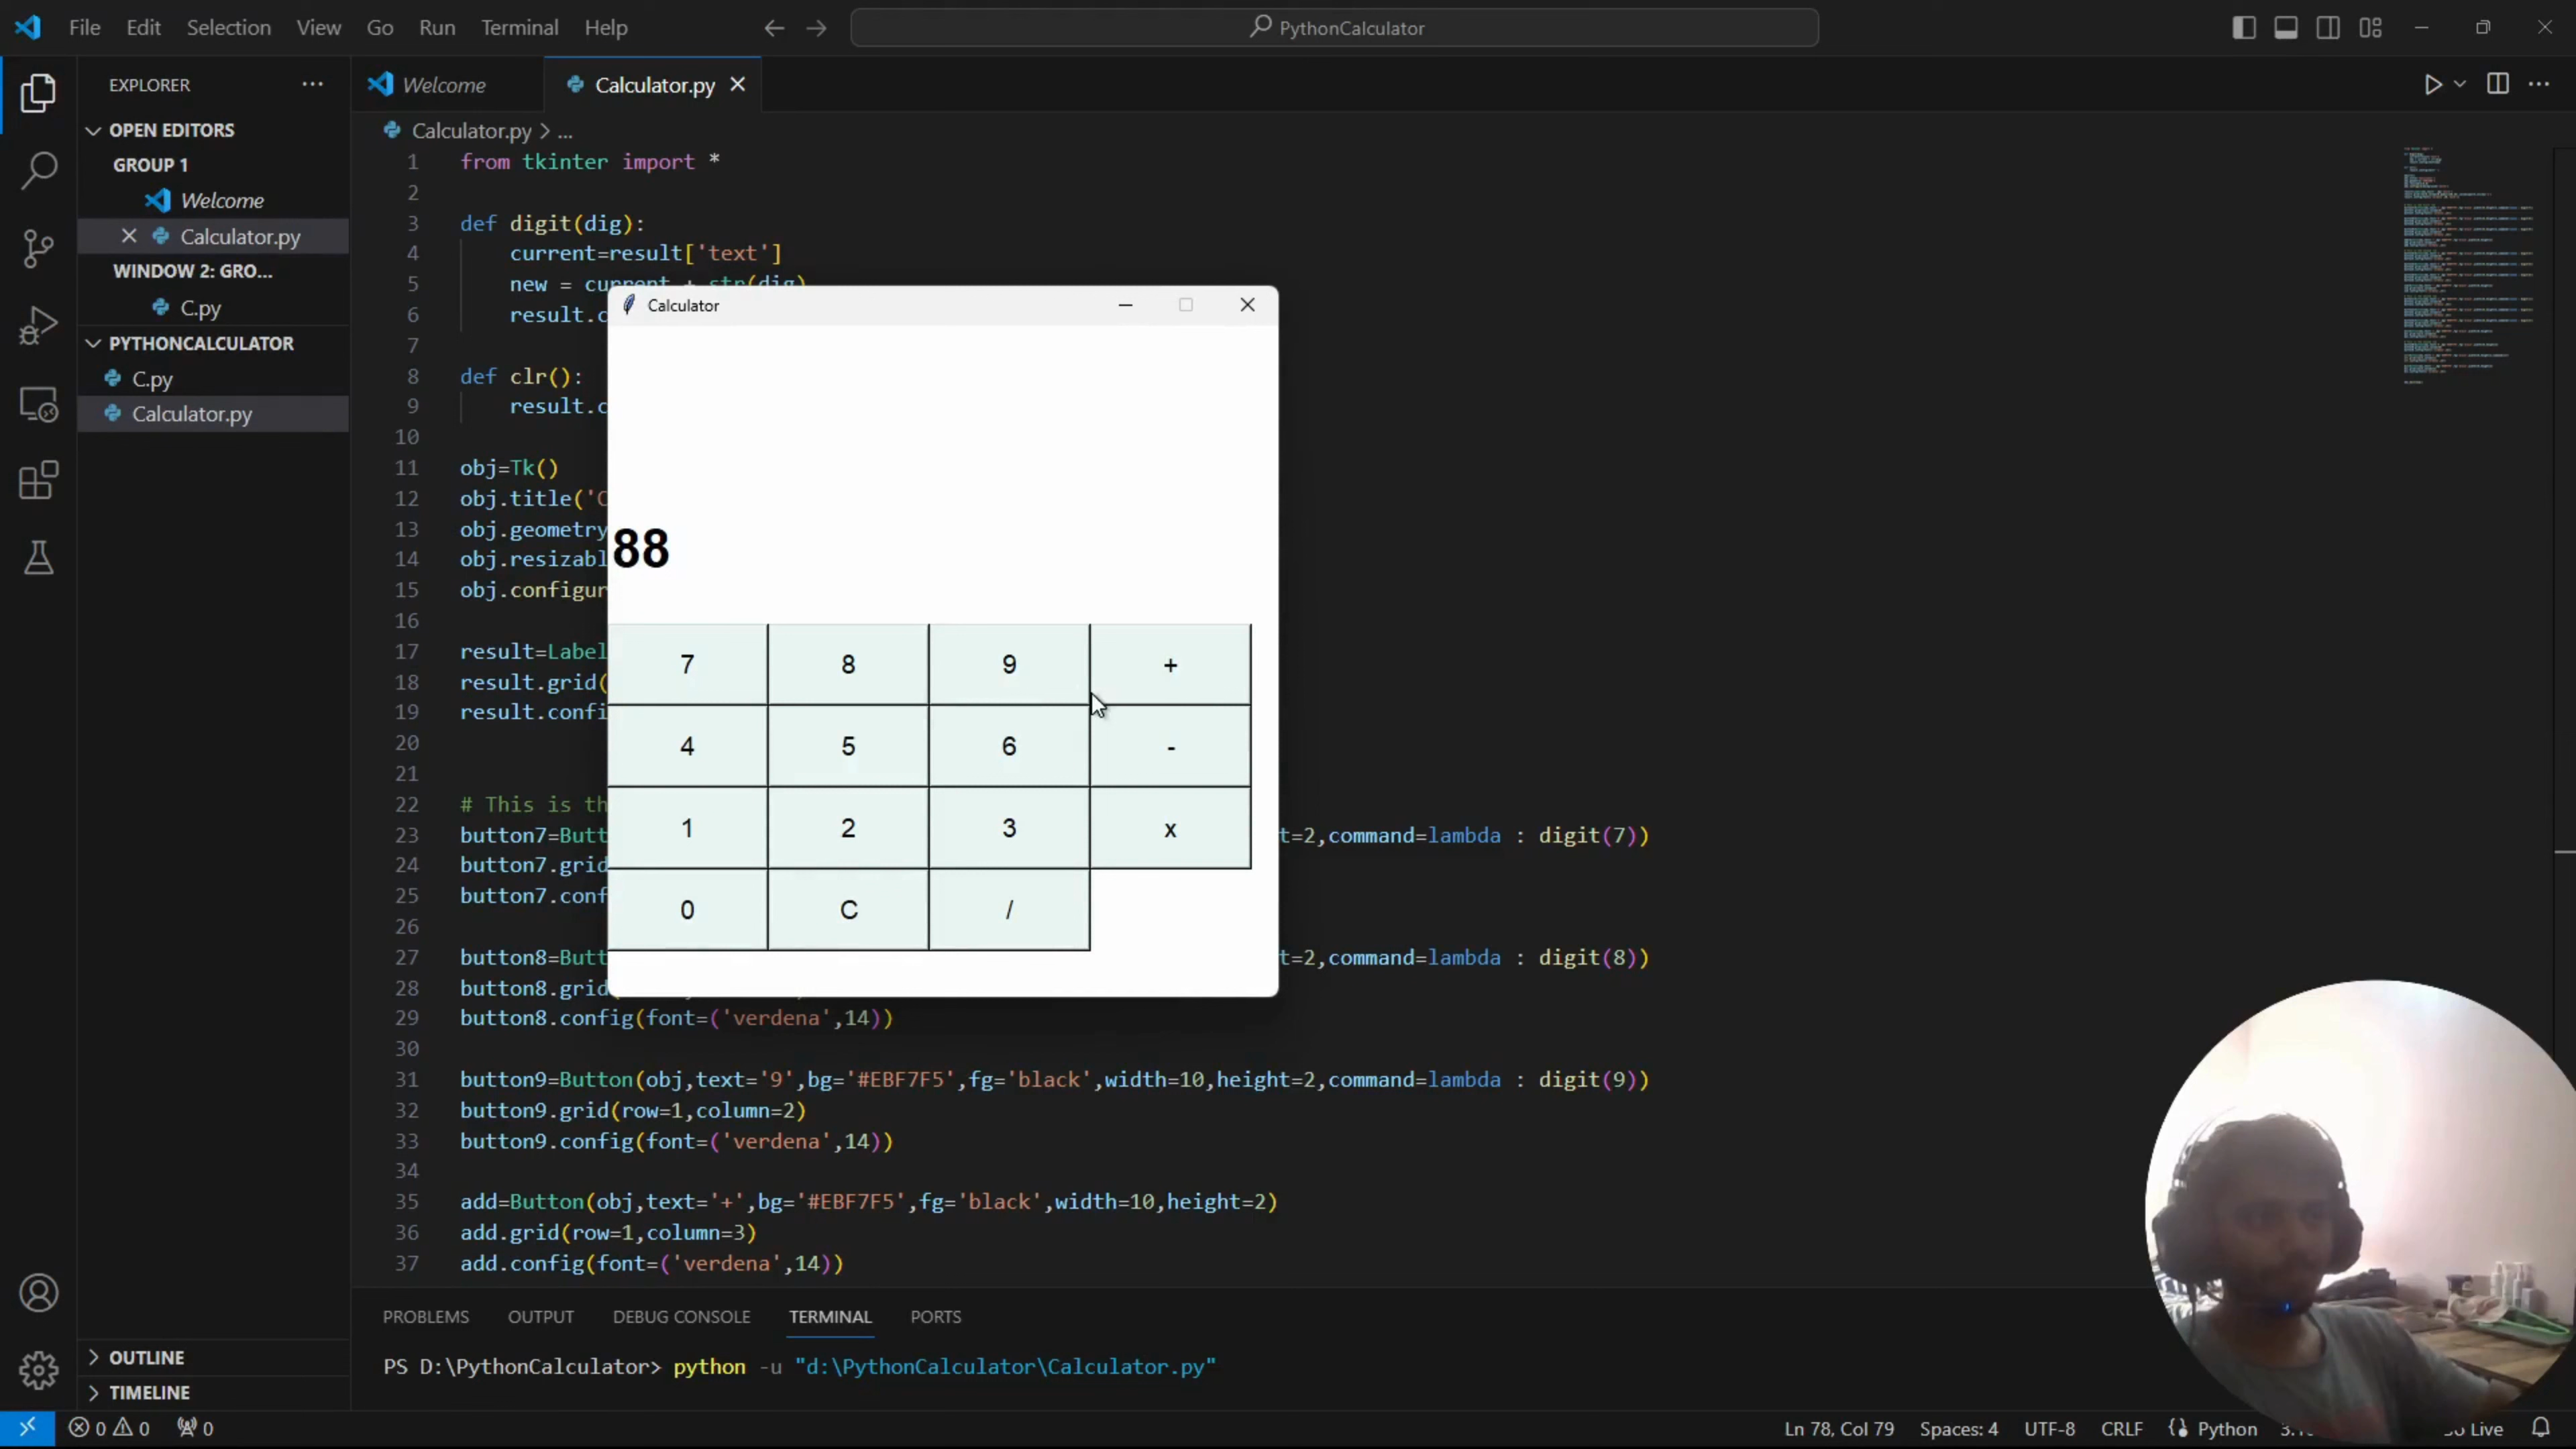 File Edit Selection View Go Run Terminal Help
PythonCalculator
EXPLORER
OPEN EDITORS
GROUP 1
Welcome
Calculator.py
WINDOW 2: GRO...
C.py
PYTHONCALCULATOR
C.py
Calculator.py
OUTLINE
TIMELINE
Welcome
Calculator.py
Calculator.py > ...
1 from tkinter import *
2
3 def digit(dig):
4 current=result['text']
5 new = current + str(dig)
6 result.c
7
8 def clr():
9 result.c
10
11 obj=Tk()
12 obj.title('C
13 obj.geometry
14 obj.resizabl
15 obj.configur
16
17 result=Label
18 result.grid(
19 result.confi
20
21
22 # This is th
23 button7=Butt t=2,command=lambda : digit(7))
24 button7.grid
25 button7.conf
26
27 button8=Butt t=2,command=lambda : digit(8))
28 button8.grid
29 button8.config(font=('verdena',14))
30
31 button9=Button(obj,text='9',bg='#EBF7F5',fg='black',width=10,height=2,command=lambda : digit(9))
32 button9.grid(row=1,column=2)
33 button9.config(font=('verdena',14))
34
35 add=Button(obj,text='+',bg='#EBF7F5',fg='black',width=10,height=2)
36 add.grid(row=1,column=3)
37 add.config(font=('verdena',14))
Calculator
88
7 8 9 +
4 5 6 -
1 2 3 x
0 C /
PROBLEMS OUTPUT DEBUG CONSOLE TERMINAL PORTS
PS D:\PythonCalculator> python -u "d:\PythonCalculator\Calculator.py"
0 0 0
Ln 78, Col 79 Spaces: 4 UTF-8 CRLF Python Live